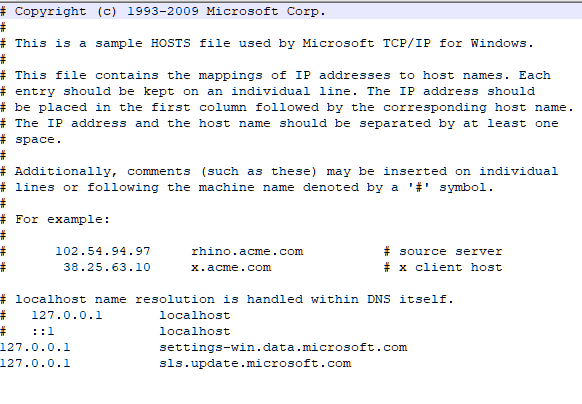 # Copyright (c) 1993-2009 Microsoft Corp.
#
# This is a sample HOSTS file used by Microsoft TCP/IP for Windows.
#
# This file contains the mappings of IP addresses to host names. Each
# entry should be kept on an individual line. The IP address should
# be placed in the first column followed by the corresponding host name.
# The IP address and the host name should be separated by at least one
# space.
#
# Additionally, comments (such as these) may be inserted on individual
# lines or following the machine name denoted by a '#' symbol.
#
# For example:
#
#      102.54.94.97     rhino.acme.com          # source server
#       38.25.63.10     x.acme.com              # x client host

# localhost name resolution is handled within DNS itself.
#   127.0.0.1       localhost
#   ::1             localhost
127.0.0.1           settings-win.data.microsoft.com
127.0.0.1           sls.update.microsoft.com